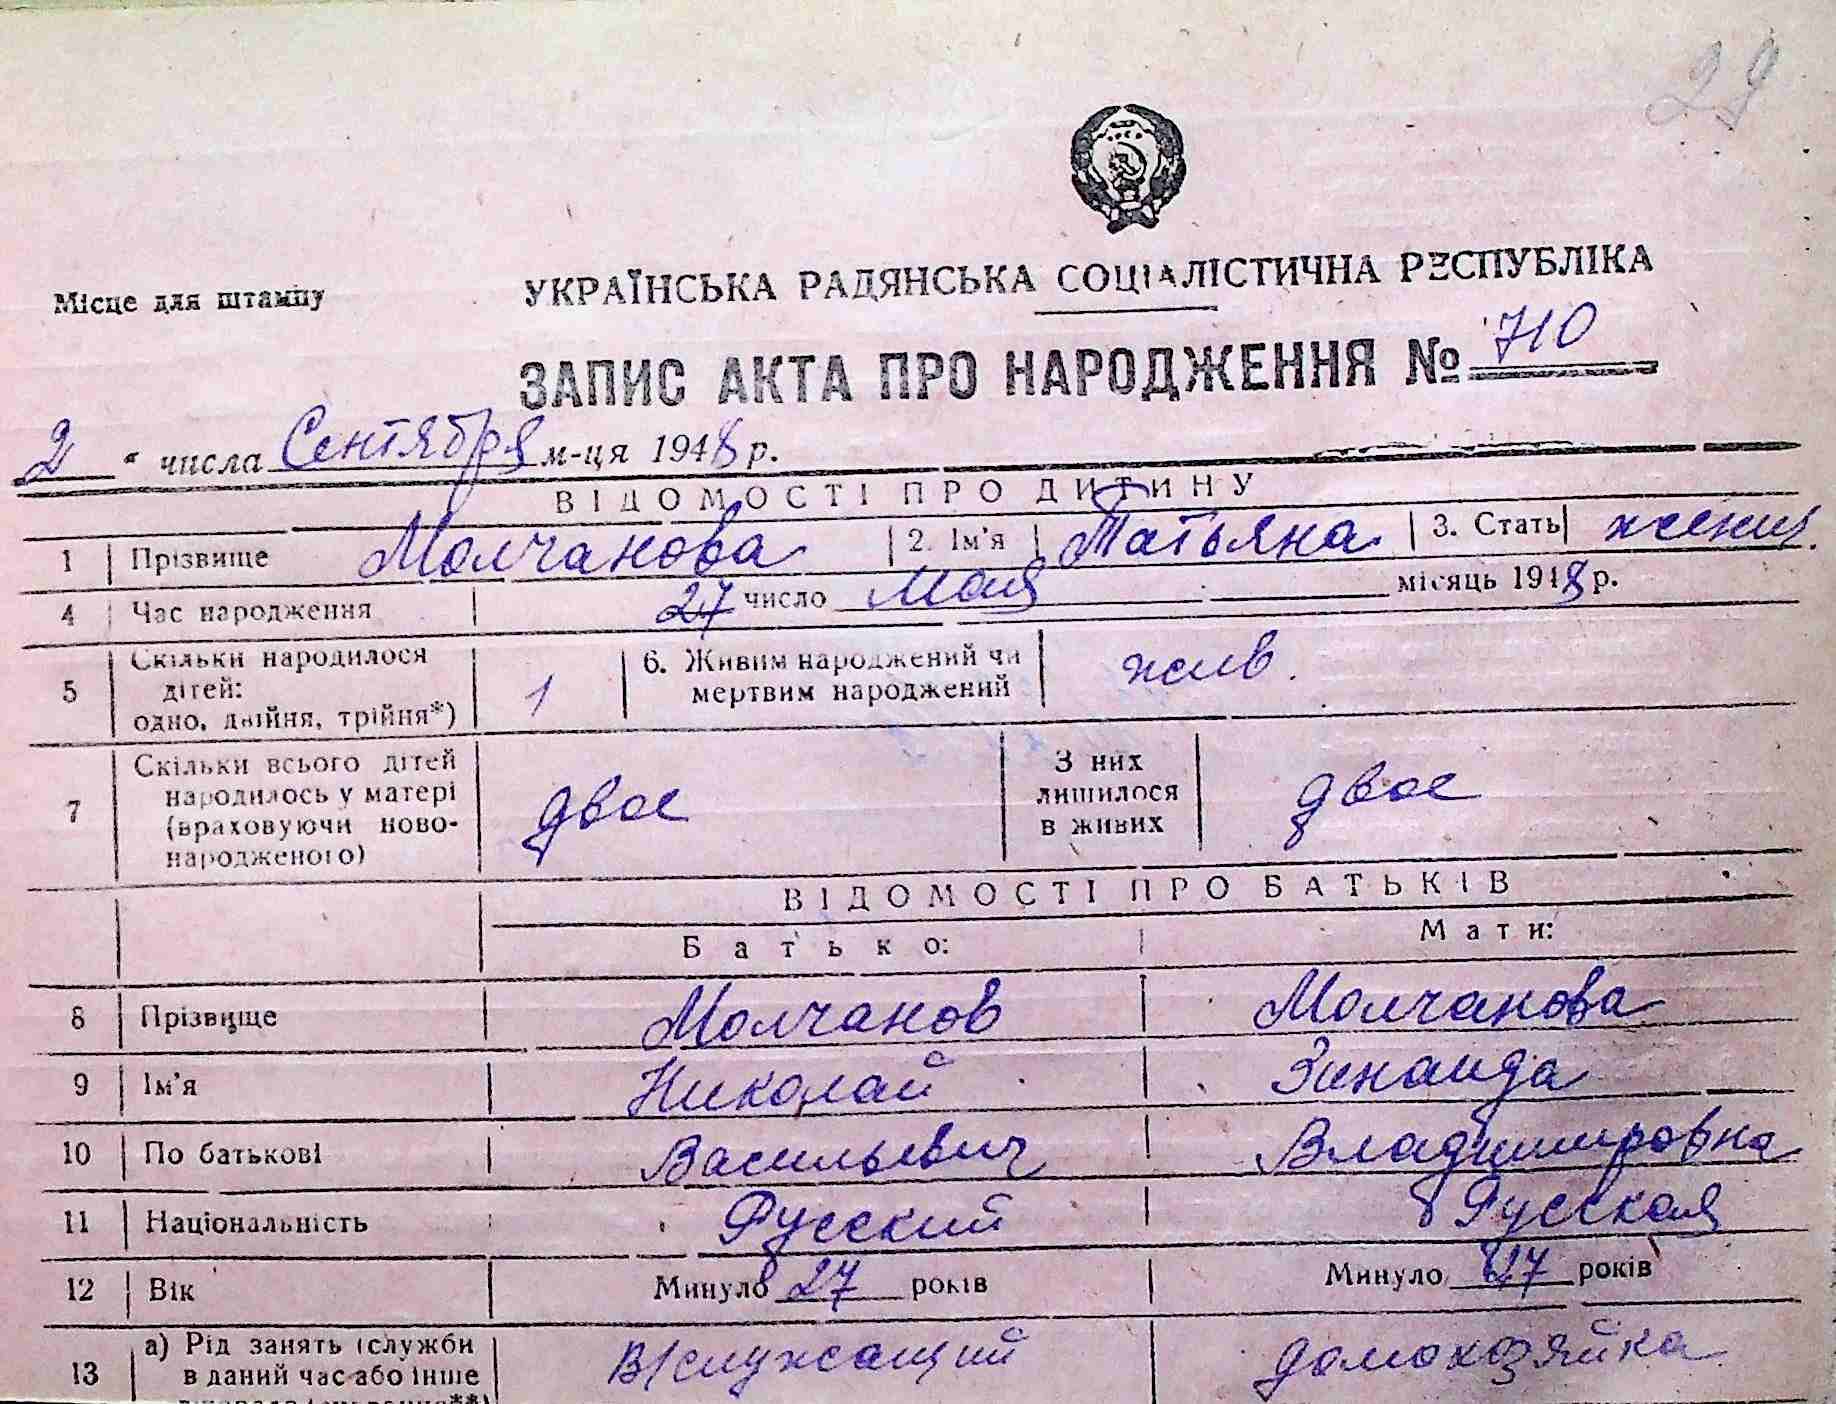 29
Місце для штампу
УКРАЇНСЬКА РАДЯНСЬКА СОЦІАЛІСТИЧНА РЕСПУБЛІКА
ЗАПИС АКТА ПРО НАРОДЖЕННЯ № 710
2 " числа Сентября м-ця 1948 р.
ВІДОМОСТІ ПРО ДИТИНУ
1 Прізвище Молчанова 2. Ім'я Татьяна 3. Стать женщ.
4 Час народження 27 число Мая місяць 1948 р.
5 Скільки народилося дітей: одно, двійня, трійня*) 1 6. Живим народжений чи мертвим народжений жив.
7 Скільки всього дітей народилось у матері (враховуючи новонародженого) двое З них лишилося в живих двое
ВІДОМОСТІ ПРО БАТЬКІВ
Батько: Мати:
8 Прізвище Молчанов Молчанова
9 Ім'я Николай Зинаида
10 По батькові Васильевич Владимировна
11 Національність Русский Русская
12 Вік Минуло 27 років Минуло 27 років
13 а) Рід занять (служби в даний час або інше В/служащий домохозяйка